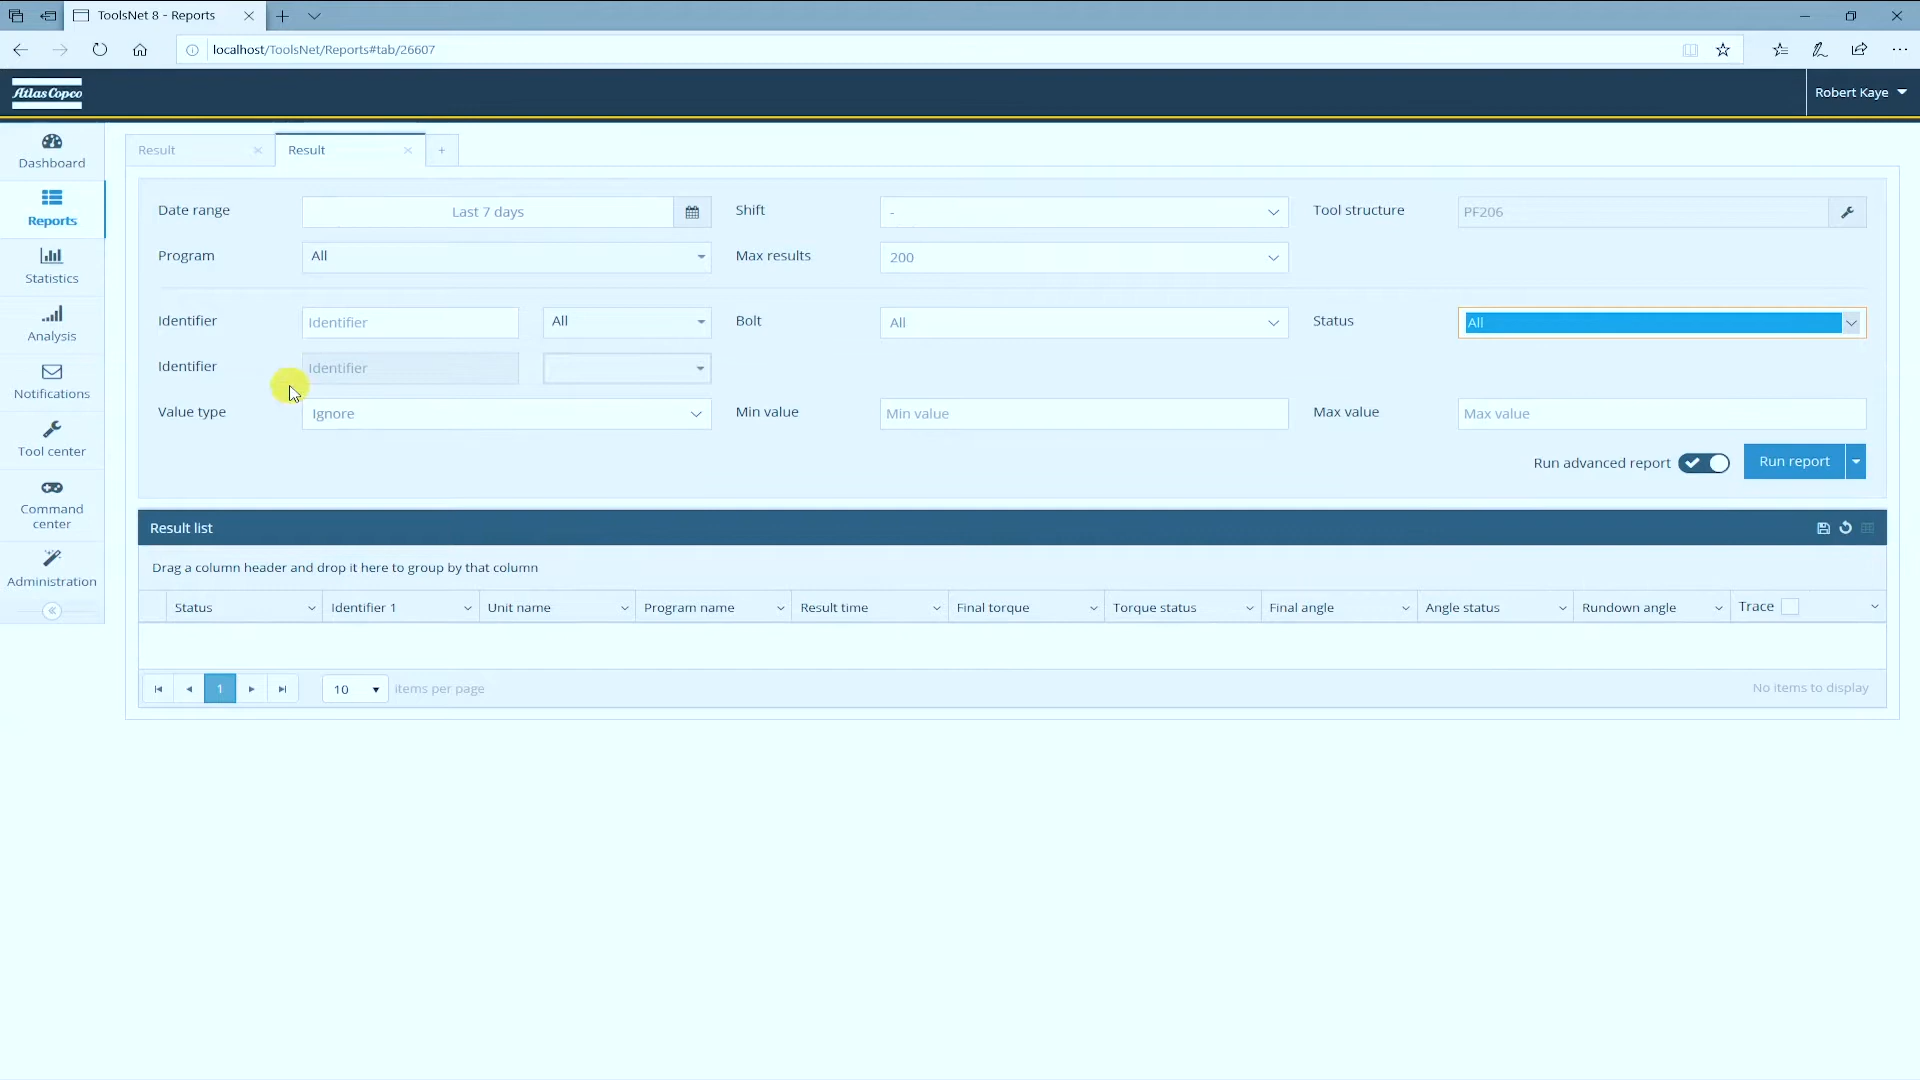 ToolsNet 8 - Reports
localhost/ToolsNet/Reports#tab/26607
Atlas Copco
Robert Kaye
Dashboard
Reports
Statistics
Analysis
Notifications
Tool center
Command
center
Administration
Result
Result
+
Date range
Last 7 days
Shift
-
Tool structure
PF206
Program
All
Max results
200
Identifier
Identifier
All
Bolt
All
Status
All
Identifier
Identifier
Value type
Ignore
Min value
Min value
Max value
Max value
Run advanced report
Run report
Result list
Drag a column header and drop it here to group by that column
Status
Identifier 1
Unit name
Program name
Result time
Final torque
Torque status
Final angle
Angle status
Rundown angle
Trace
1
10
items per page
No items to display